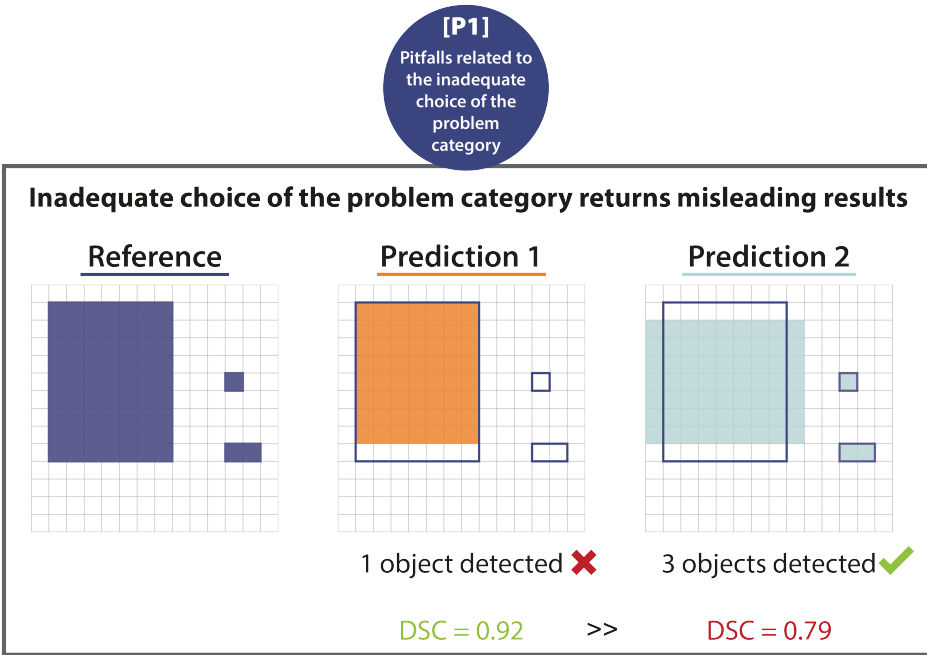 [P1]
Pitfalls related to
the inadequate
choice of the
problem
category
Inadequate choice of the problem category returns misleading results
Reference
Prediction 1
Prediction 2
1 object detected
3 objects detected
DSC = 0.92 >> DSC = 0.79